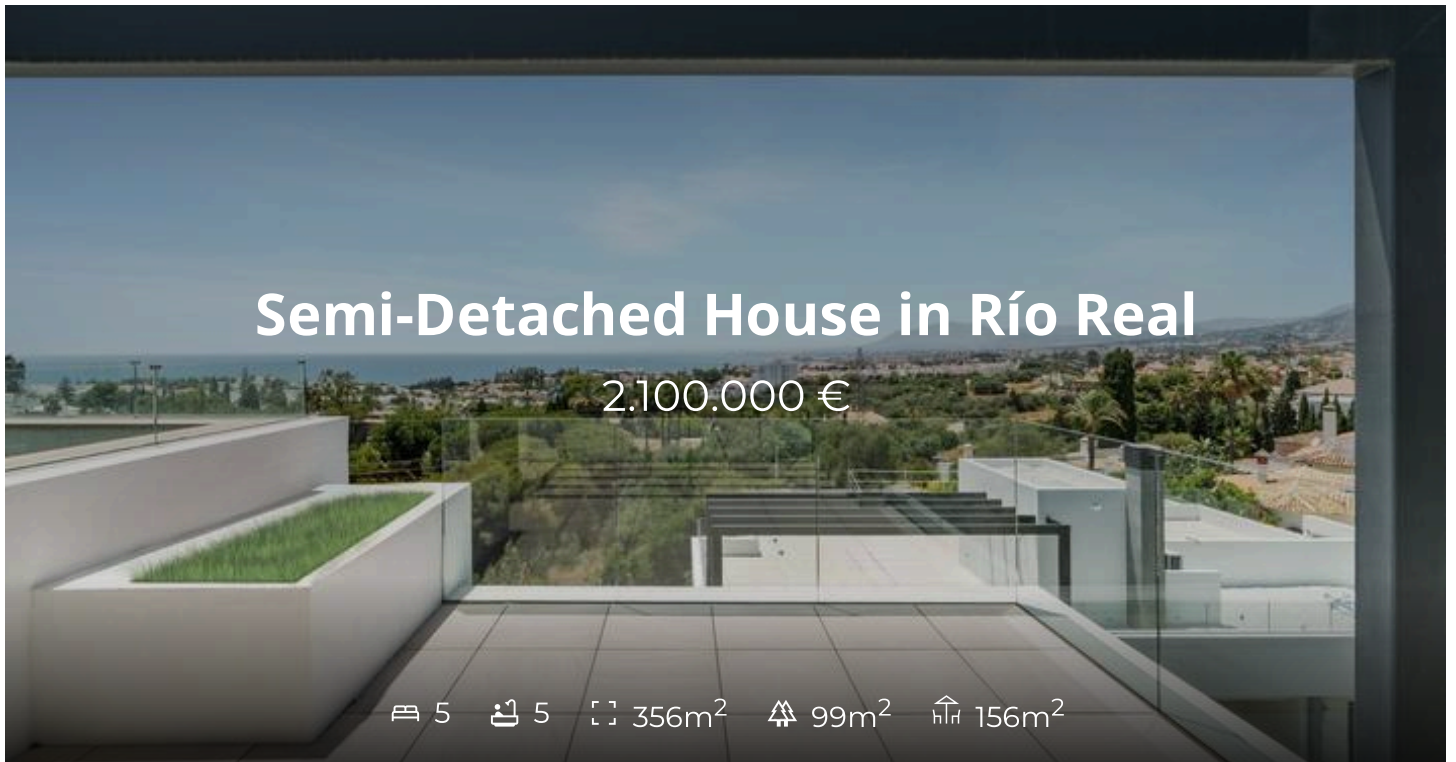 Semi-Detached House in Río Real
2.100.000 €
5 5 356m² 99m² 156m²